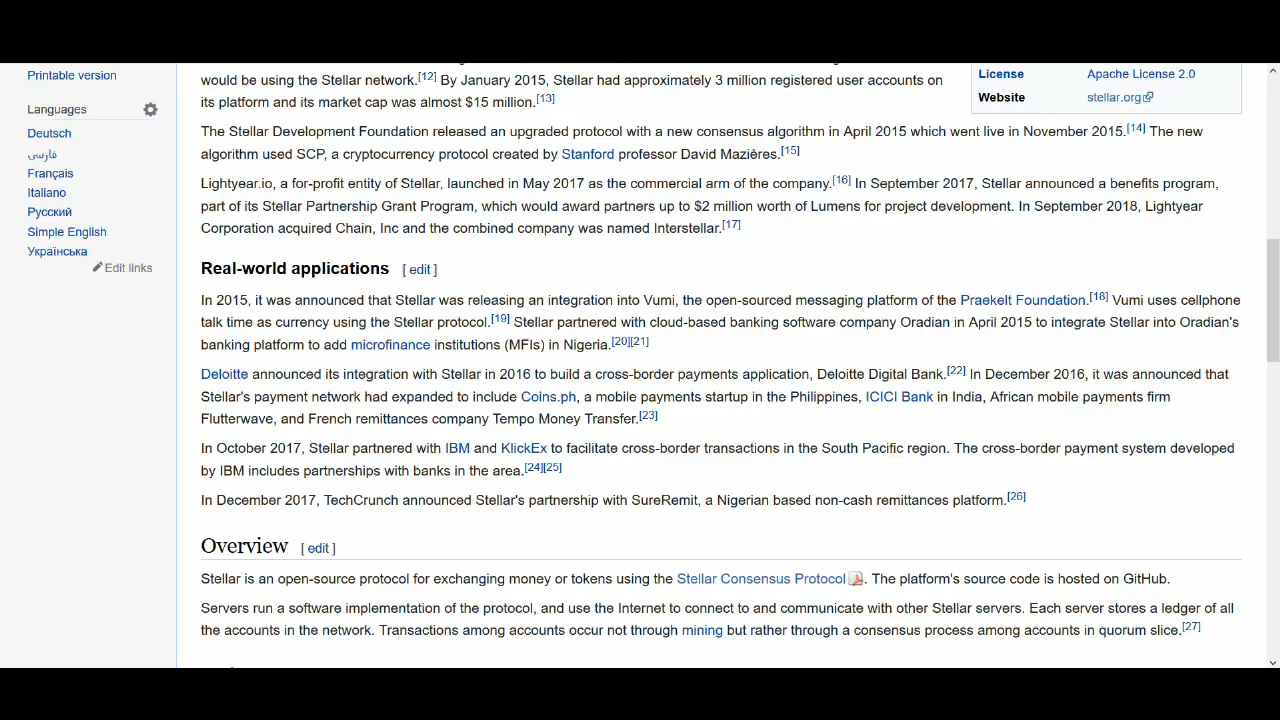 Printable version
Languages
Deutsch
فارسی
Français
Italiano
Русский
Simple English
Українська
Edit links
License Apache License 2.0
Website stellar.org
would be using the Stellar network.[12] By January 2015, Stellar had approximately 3 million registered user accounts on
its platform and its market cap was almost $15 million.[13]
The Stellar Development Foundation released an upgraded protocol with a new consensus algorithm in April 2015 which went live in November 2015.[14] The new
algorithm used SCP, a cryptocurrency protocol created by Stanford professor David Mazières.[15]
Lightyear.io, a for-profit entity of Stellar, launched in May 2017 as the commercial arm of the company.[16] In September 2017, Stellar announced a benefits program,
part of its Stellar Partnership Grant Program, which would award partners up to $2 million worth of Lumens for project development. In September 2018, Lightyear
Corporation acquired Chain, Inc and the combined company was named Interstellar.[17]
Real-world applications [ edit ]
In 2015, it was announced that Stellar was releasing an integration into Vumi, the open-sourced messaging platform of the Praekelt Foundation.[18] Vumi uses cellphone
talk time as currency using the Stellar protocol.[19] Stellar partnered with cloud-based banking software company Oradian in April 2015 to integrate Stellar into Oradian's
banking platform to add microfinance institutions (MFIs) in Nigeria.[20][21]
Deloitte announced its integration with Stellar in 2016 to build a cross-border payments application, Deloitte Digital Bank.[22] In December 2016, it was announced that
Stellar's payment network had expanded to include Coins.ph, a mobile payments startup in the Philippines, ICICI Bank in India, African mobile payments firm
Flutterwave, and French remittances company Tempo Money Transfer.[23]
In October 2017, Stellar partnered with IBM and KlickEx to facilitate cross-border transactions in the South Pacific region. The cross-border payment system developed
by IBM includes partnerships with banks in the area.[24][25]
In December 2017, TechCrunch announced Stellar's partnership with SureRemit, a Nigerian based non-cash remittances platform.[26]
Overview [ edit ]
Stellar is an open-source protocol for exchanging money or tokens using the Stellar Consensus Protocol. The platform's source code is hosted on GitHub.
Servers run a software implementation of the protocol, and use the Internet to connect to and communicate with other Stellar servers. Each server stores a ledger of all
the accounts in the network. Transactions among accounts occur not through mining but rather through a consensus process among accounts in quorum slice.[27]